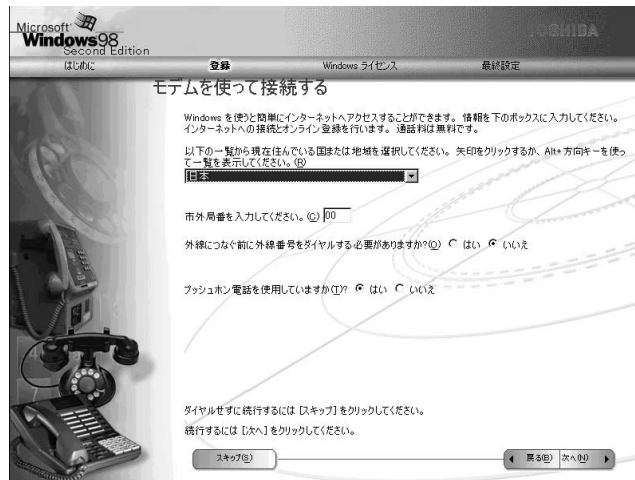 Microsoft
Windows98
Second Edition
TOSHIBA
はじめに 登録 Windows ライセンス 最終設定
モデムを使って接続する
Windows を使うと簡単にインターネットへアクセスすることができます。 情報を下のボックスに入力してください。
インターネットへの接続とオンライン登録を行います。 通話料は無料です。
以下の一覧から現在住んでいる国または地域を選択してください。 矢印をクリックするか、Alt+方向キーを使っ
て一覧を表示してください。(R)
日本
市外局番を入力してください。(C) 00
外線につなぐ前に外線番号をダイヤルする必要がありますか?(O) はい いいえ
プッシュホン電話を使用していますか(T)? はい いいえ
ダイヤルせずに続行するには [スキップ] をクリックしてください。
続行するには [次へ] をクリックしてください。
スキップ(S) 戻る(B) 次へ(N)